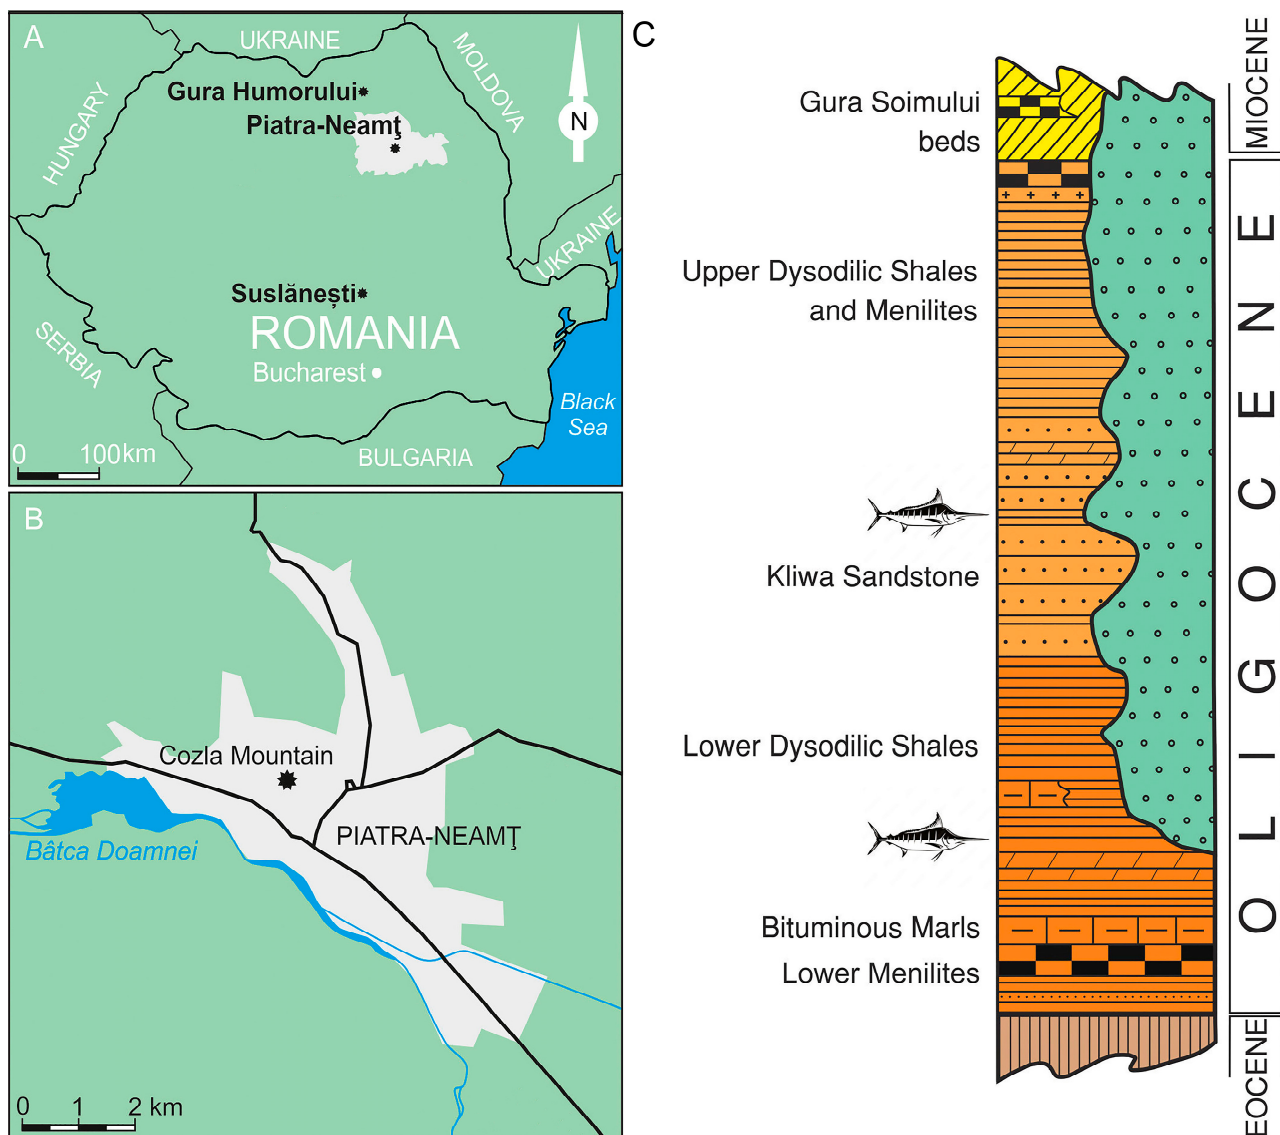 A
UKRAINE
MOLDOVA
Gura Humorului
Piatra-Neamţ
N
HUNGARY
UKRAINE
Suslănești
ROMANIA
SERBIA
Bucharest
Black
Sea
0 100km
BULGARIA
B
Cozla Mountain
PIATRA-NEAMŢ
Bâtca Doamnei
0 1 2 km
C
Gura Soimului
beds
Upper Dysodilic Shales
and Menilites
Kliwa Sandstone
Lower Dysodilic Shales
Bituminous Marls
Lower Menilites
MIOCENE
OLIGOCENE
EOCENE